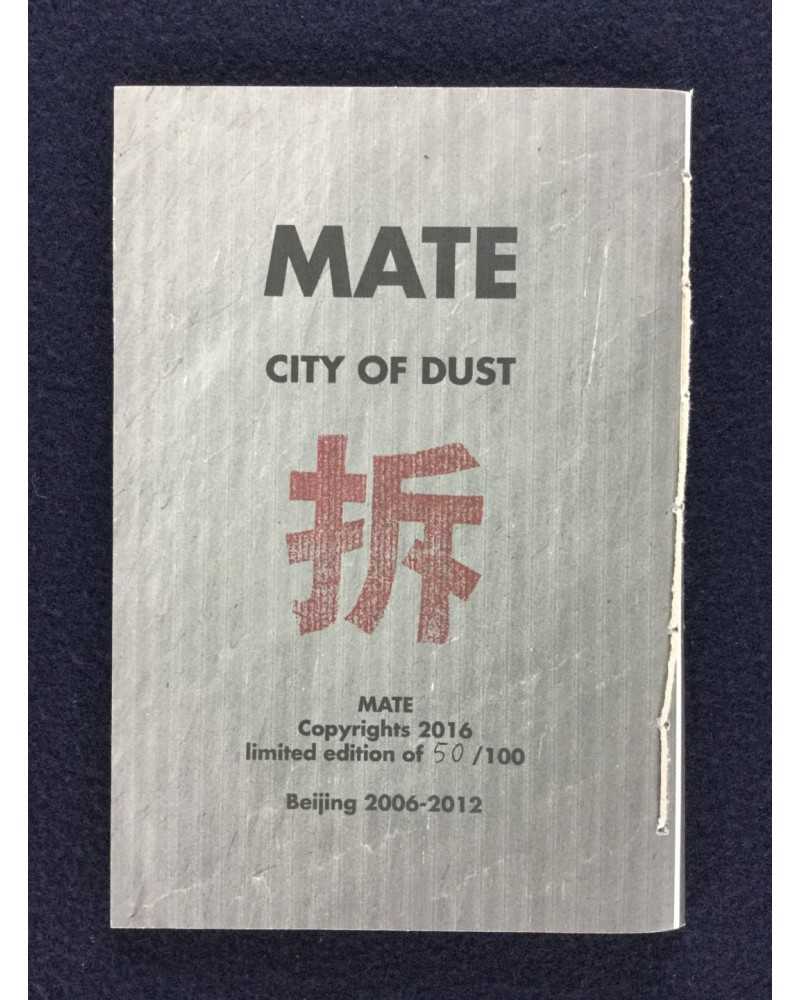 MATE
CITY OF DUST
拆
MATE
Copyrights 2016
limited edition of 50 /100
Beijing 2006-2012